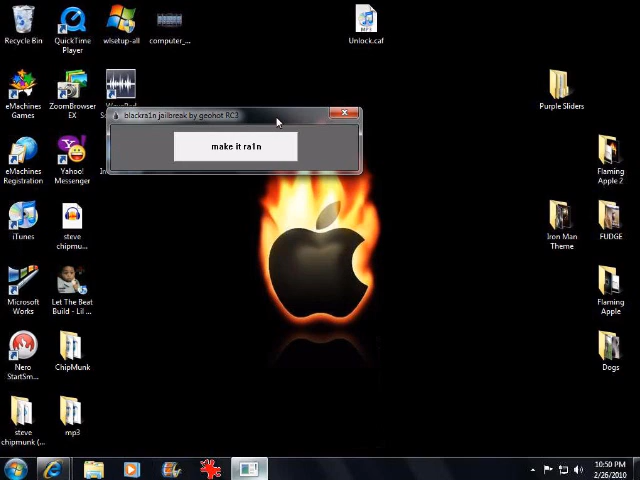 Recycle Bin
QuickTime
Player
wlsetup-all
computer_...
Unlock.caf
eMachines
Games
ZoomBrowser
EX
Purple Sliders
blackra1n jailbreak by geohot RC3
make it ra1n
eMachines
Registration
Yahoo!
Messenger
Flaming
Apple 2
iTunes
steve
chipmu...
Iron Man
Theme
FUDGE
Microsoft
Works
Let The Beat
Build - Lil ...
Flaming
Apple
Nero
StartSm...
ChipMunk
Dogs
steve
chipmunk (...
mp3
10:50 PM
2/26/2010